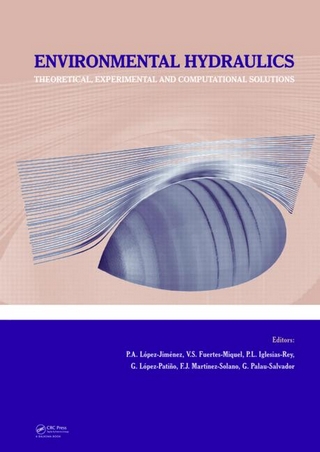 ENVIRONMENTAL HYDRAULICS
THEORETICAL, EXPERIMENTAL AND COMPUTATIONAL SOLUTIONS
Editors:
P.A. López-Jiménez, V.S. Fuertes-Miquel, P.L. Iglesias-Rey,
G. López-Patiño, F.J. Martínez-Solano, G. Palau-Salvador
CRC Press